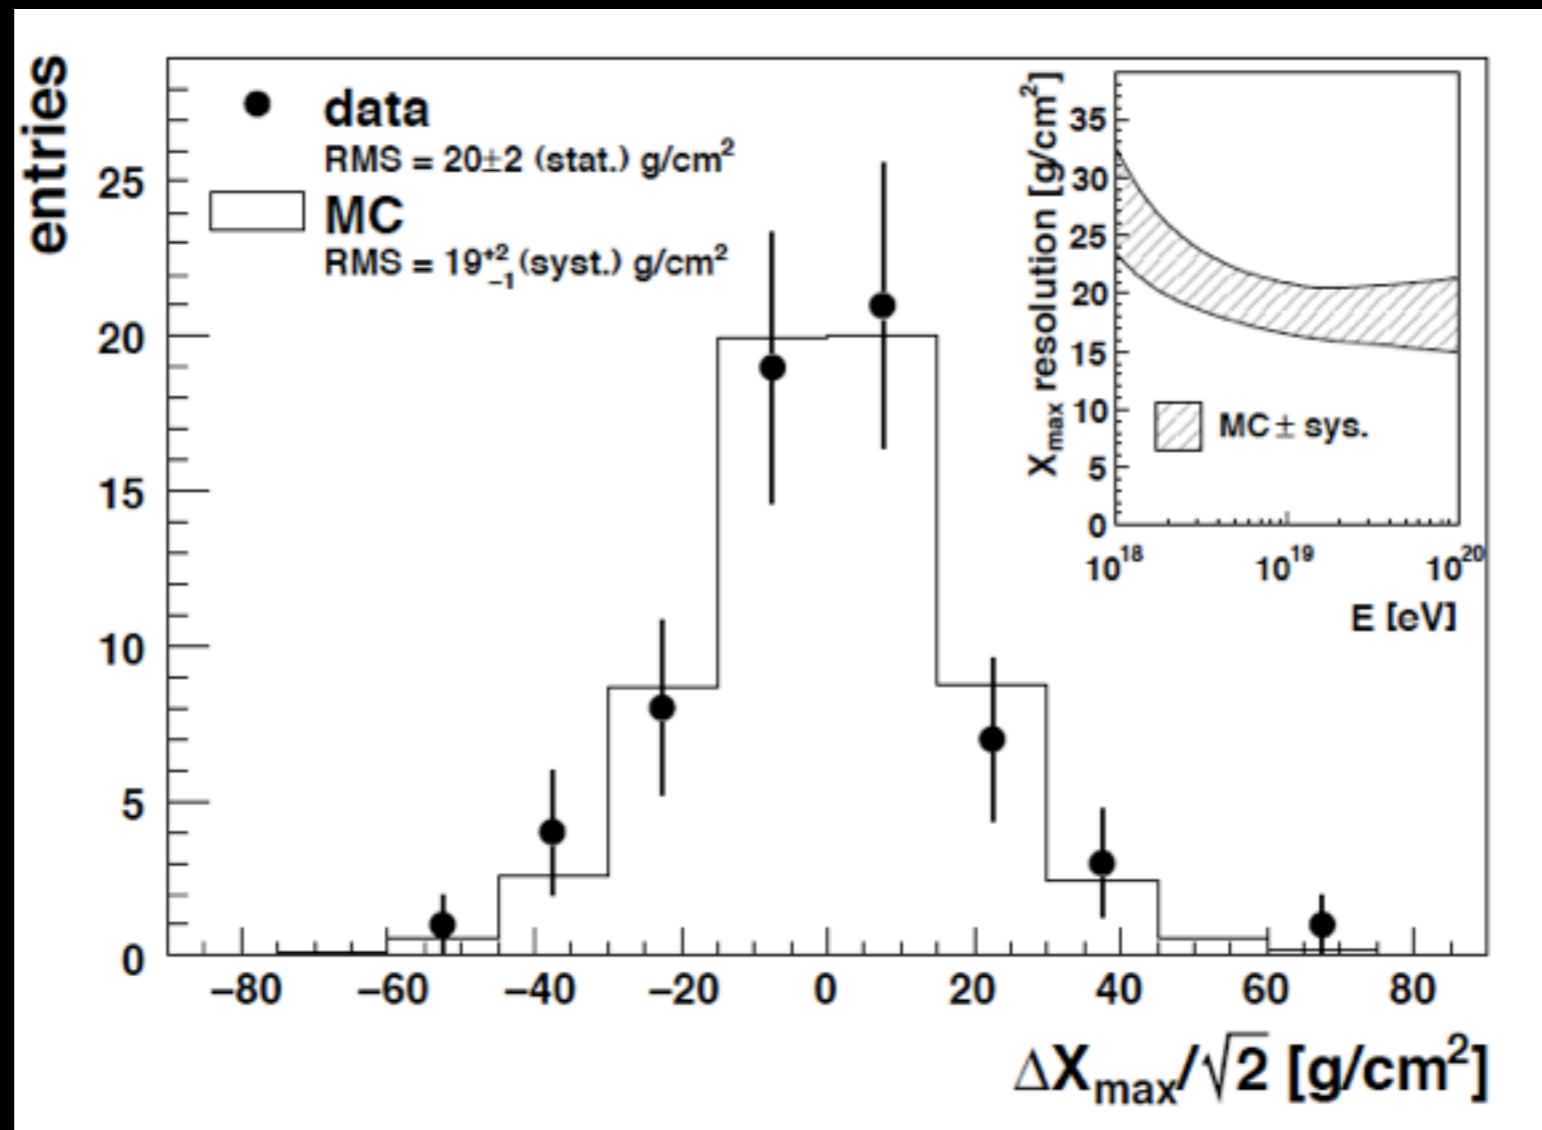 entries
data
RMS = 20±2 (stat.) g/cm²
MC
RMS = 19⁺²₋₁ (syst.) g/cm²
25
20
15
10
5
0
−80 −60 −40 −20 0 20 40 60 80
ΔXmax/√2 [g/cm²]
Xmax resolution [g/cm²]
35
30
25
20
15
10
5
0
MC ± sys.
10¹⁸ 10¹⁹ 10²⁰
E [eV]